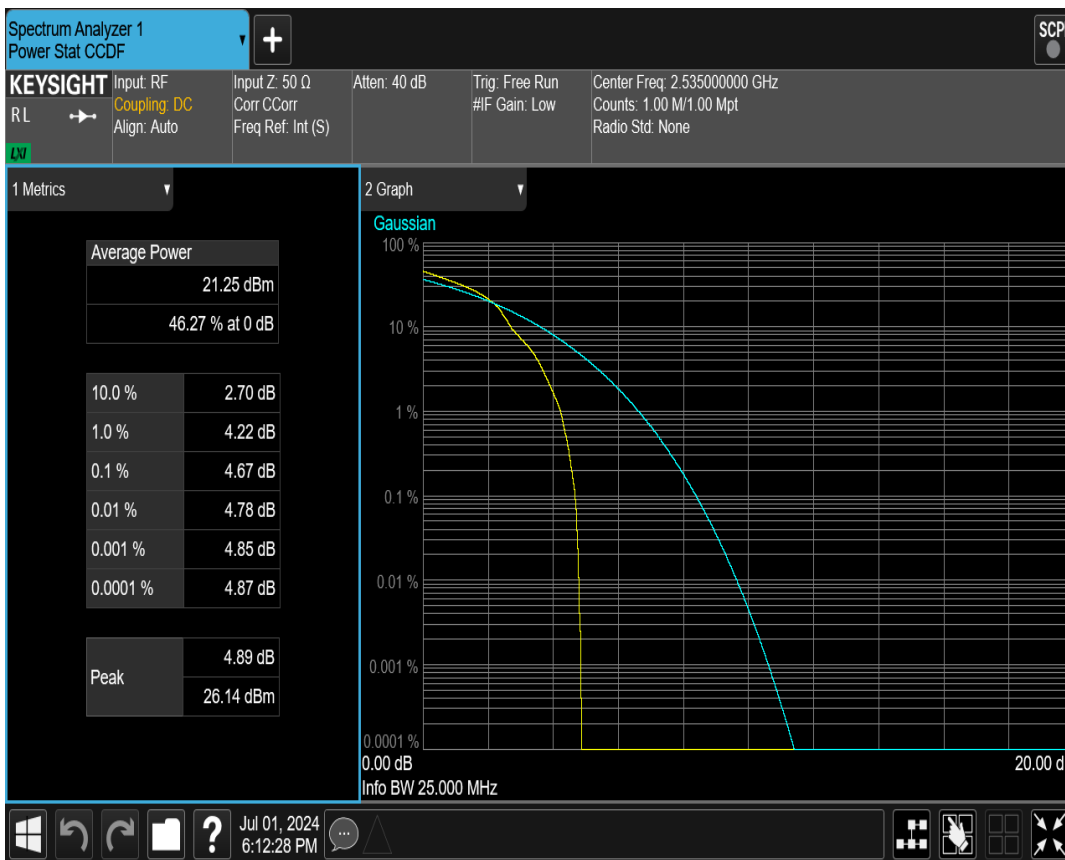 Spectrum Analyzer 1
Power Stat CCDF
+
SCP
KEYSIGHT
RL
LXI
Input: RF
Coupling: DC
Align: Auto
Input Z: 50 Ω
Corr CCorr
Freq Ref: Int (S)
Atten: 40 dB
Trig: Free Run
#IF Gain: Low
Center Freq: 2.535000000 GHz
Counts: 1.00 M/1.00 Mpt
Radio Std: None
1 Metrics
Average Power
21.25 dBm
46.27 % at 0 dB
10.0 % 2.70 dB
1.0 % 4.22 dB
0.1 % 4.67 dB
0.01 % 4.78 dB
0.001 % 4.85 dB
0.0001 % 4.87 dB
Peak
4.89 dB
26.14 dBm
2 Graph
Gaussian
100 %
10 %
1 %
0.1 %
0.01 %
0.001 %
0.0001 %
0.00 dB
20.00 d
Info BW 25.000 MHz
?
Jul 01, 2024
6:12:28 PM